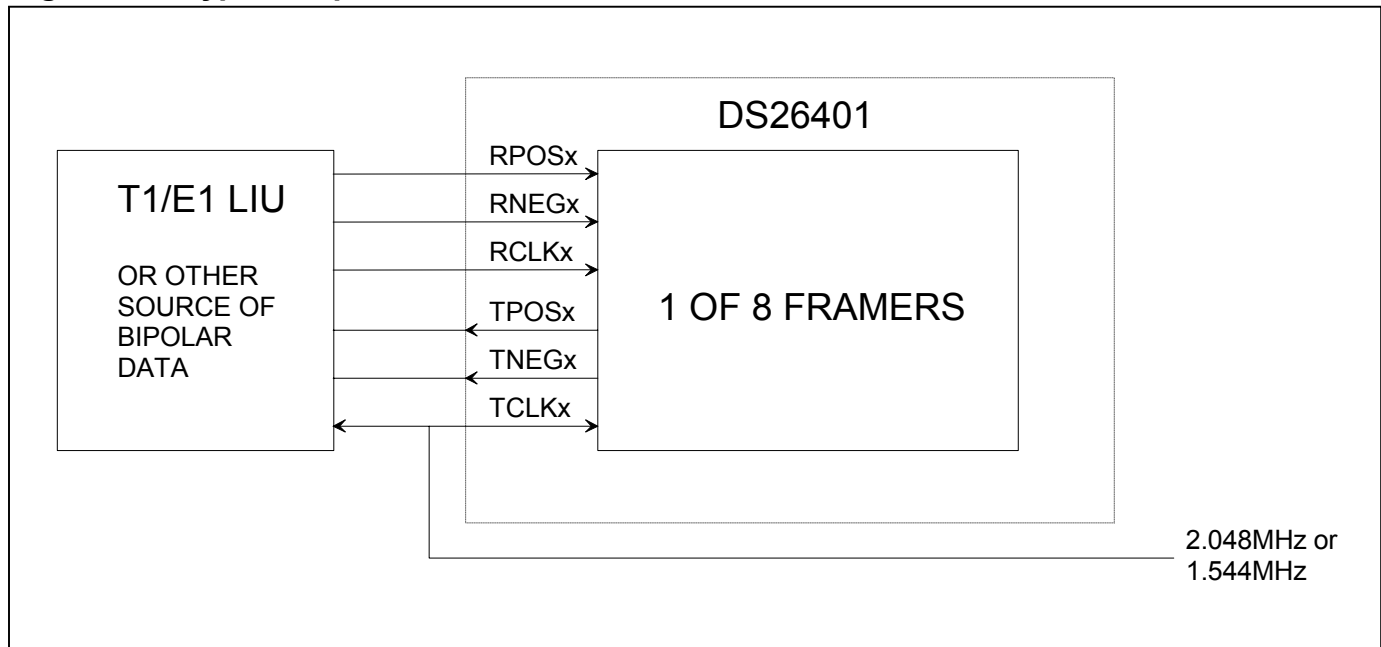 DS26401
T1/E1 LIU
OR OTHER
SOURCE OF
BIPOLAR
DATA
RPOSx
RNEGx
RCLKx
TPOSx
TNEGx
TCLKx
1 OF 8 FRAMERS
2.048MHz or
1.544MHz